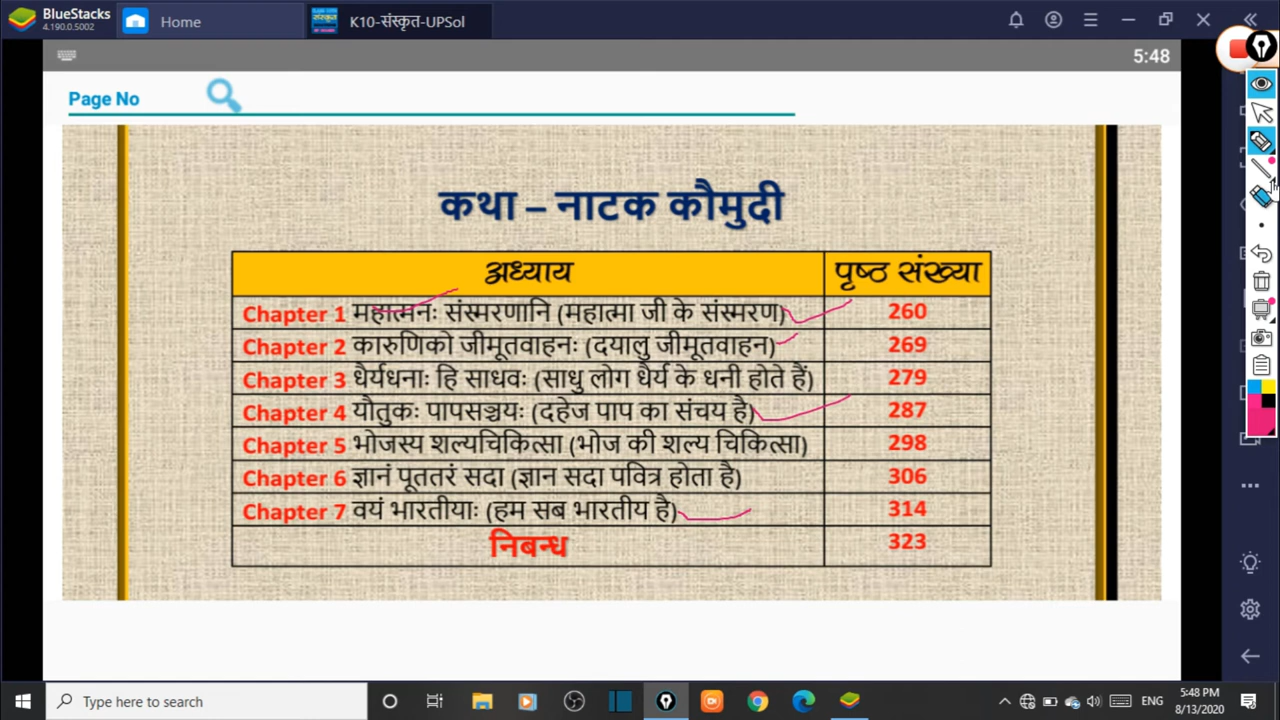 BlueStacks
4.190.0.5002
Home
K10-संस्कृत-UPSol
5:48
Page No
कथा – नाटक कौमुदी
अध्याय पृष्ठ संख्या
Chapter 1 महात्मनः संस्मरणानि (महात्मा जी के संस्मरण) 260
Chapter 2 कारुणिको जीमूतवाहनः (दयालु जीमूतवाहन) 269
Chapter 3 धैर्यधनाः हि साधवः (साधु लोग धैर्य के धनी होते हैं) 279
Chapter 4 यौतुकः पापसञ्चयः (दहेज पाप का संचय है) 287
Chapter 5 भोजस्य शल्यचिकित्सा (भोज की शल्य चिकित्सा) 298
Chapter 6 ज्ञानं पूततरं सदा (ज्ञान सदा पवित्र होता है) 306
Chapter 7 वयं भारतीयाः (हम सब भारतीय है) 314
निबन्ध 323
Type here to search
ENG
5:48 PM
8/13/2020